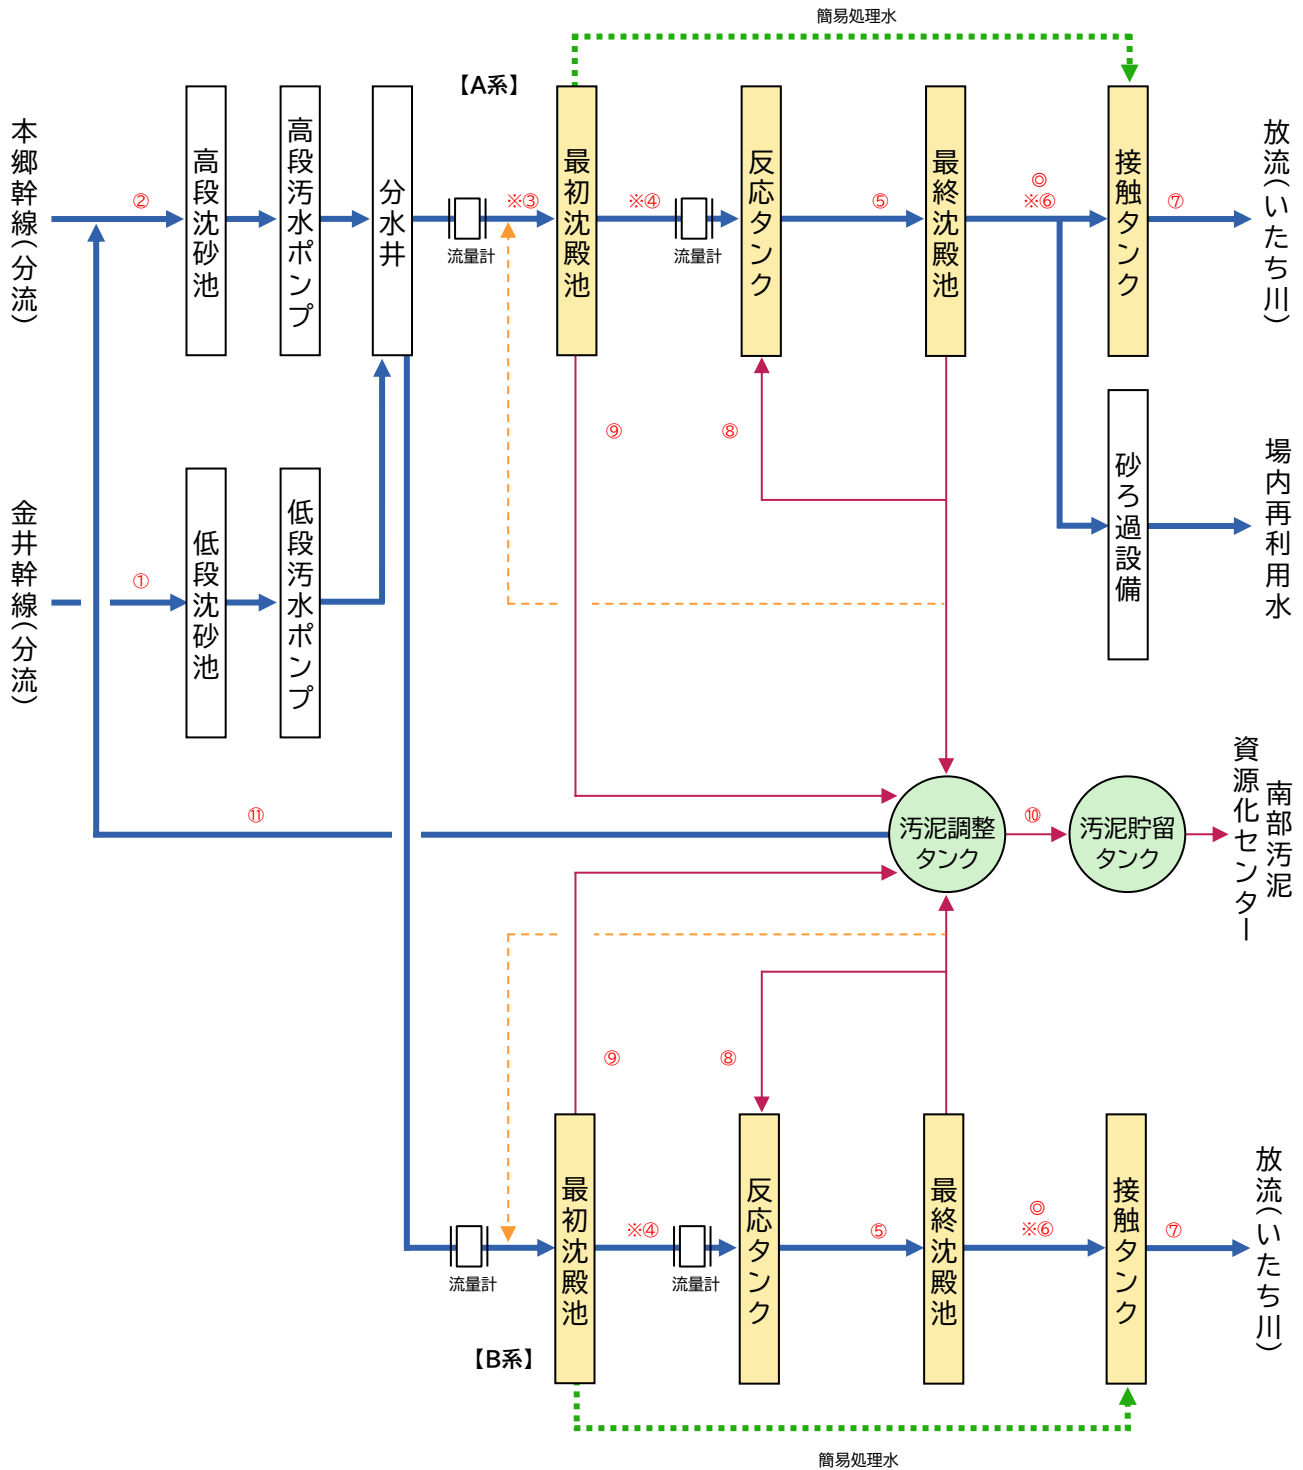 簡易処理水
【A系】
本郷幹線(分流)
②
高段沈砂池
高段汚水ポンプ
分水井
流量計
※③
最初沈殿池
※④
流量計
反応タンク
⑤
最終沈殿池
◎
※⑥
接触タンク
⑦
放流(いたち川)
⑨
⑧
砂ろ過設備
場内再利用水
金井幹線(分流)
①
低段沈砂池
低段汚水ポンプ
⑪
汚泥調整
タンク
⑩
汚泥貯留
タンク
南部汚泥
資源化センター
⑨
⑧
流量計
最初沈殿池
※④
流量計
反応タンク
⑤
最終沈殿池
◎
※⑥
接触タンク
⑦
放流(いたち川)
【B系】
簡易処理水